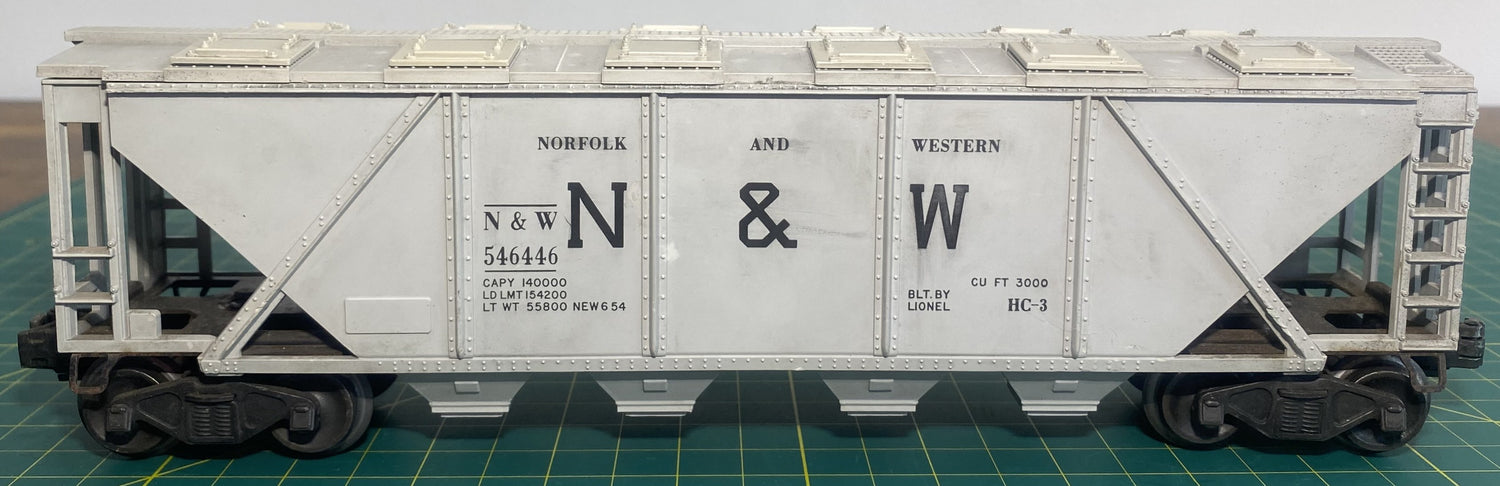 NORFOLK AND WESTERN
N & W
N & W
546446
CAPY 140000
LD LMT 154200
LT WT 55800 NEW 6 54
CU FT 3000
BLT. BY
LIONEL
HC-3